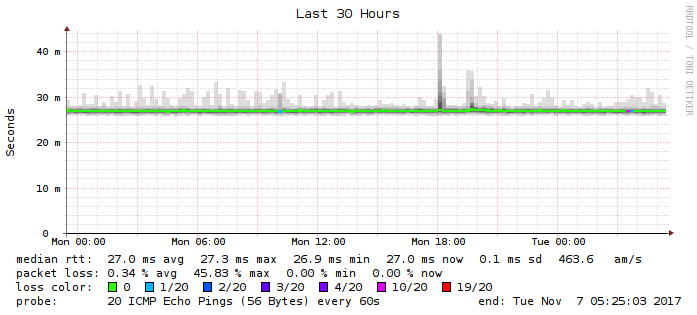 Last 30 Hours
RRDTOOL / TOBI OETIKER
Seconds
40 m
30 m
20 m
10 m
0
Mon 00:00 Mon 06:00 Mon 12:00 Mon 18:00 Tue 00:00
median rtt: 27.0 ms avg 27.3 ms max 26.9 ms min 27.0 ms now 0.1 ms sd 463.6 am/s
packet loss: 0.34 % avg 45.83 % max 0.00 % min 0.00 % now
loss color: 0 1/20 2/20 3/20 4/20 10/20 19/20
probe: 20 ICMP Echo Pings (56 Bytes) every 60s end: Tue Nov 7 05:25:03 2017